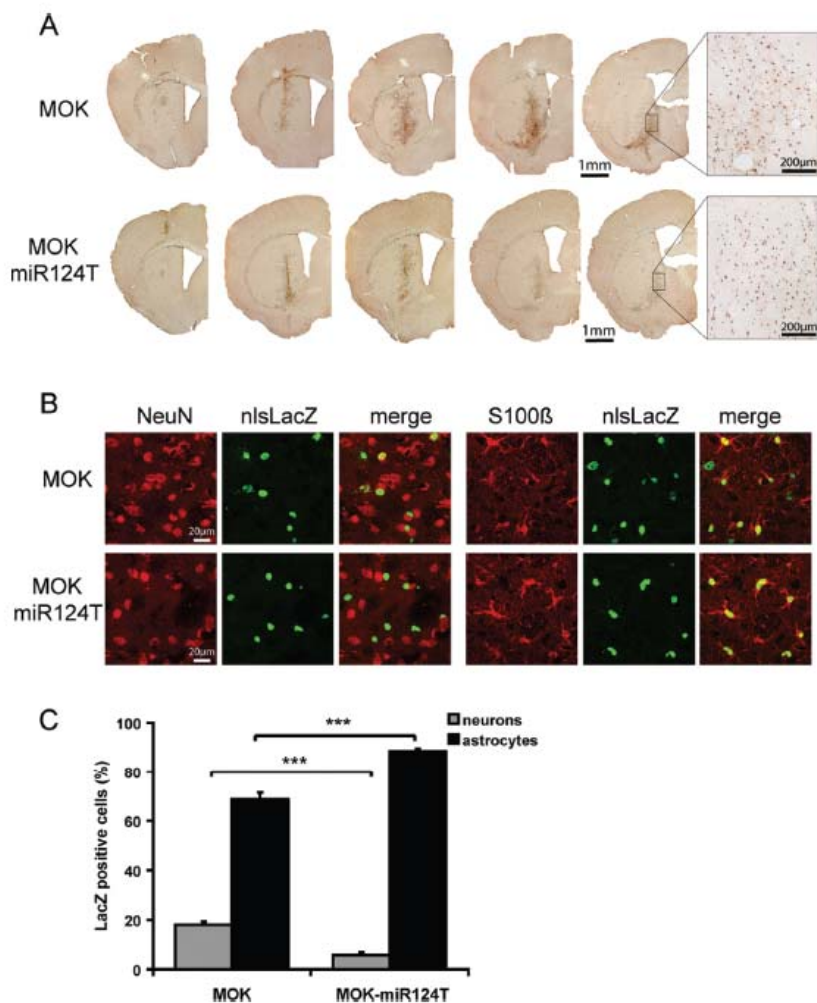 A
MOK
1mm
200μm
MOK
miR124T
1mm
200μm
B
NeuN nlsLacZ merge S100ß nlsLacZ merge
MOK
20μm
MOK
miR124T
20μm
C
LacZ positive cells (%)
100
80
60
40
20
0
***
***
neurons
astrocytes
MOK MOK-miR124T